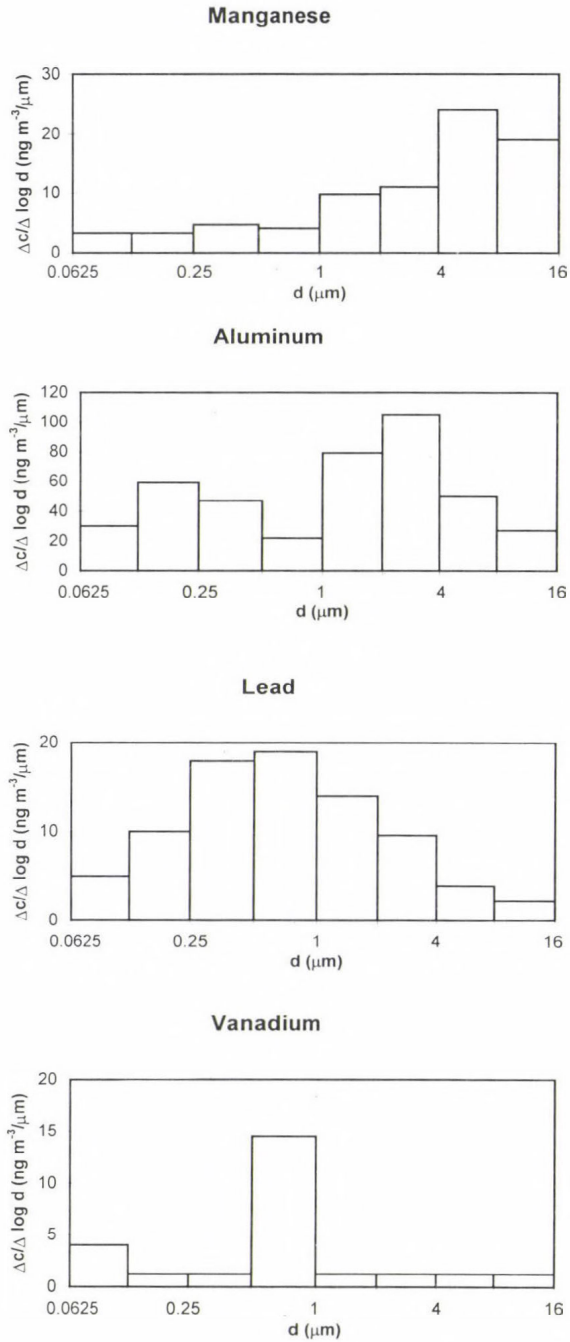 Manganese
Δc/Δ log d (ng m⁻³/μm)
30
20
10
0
0.0625 0.25 1 4 16
d (μm)
Aluminum
Δc/Δ log d (ng m⁻³/μm)
120
100
80
60
40
20
0
0.0625 0.25 1 4 16
d (μm)
Lead
Δc/Δ log d (ng m⁻³/μm)
20
10
0
0.0625 0.25 1 4 16
d (μm)
Vanadium
Δc/Δ log d (ng m⁻³/μm)
20
15
10
5
0
0.0625 0.25 1 4 16
d (μm)